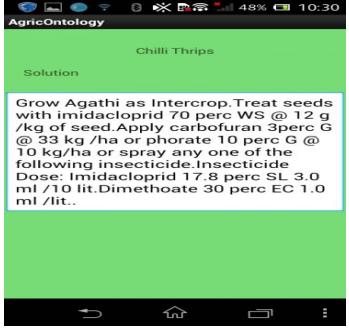 48% 10:30
AgricOntology
Chilli Thrips
Solution
Grow Agathi as Intercrop.Treat seeds
with imidacloprid 70 perc WS @ 12 g
/kg of seed.Apply carbofuran 3perc G
@ 33 kg /ha or phorate 10 perc G @
10 kg/ha or spray any one of the
following insecticide.Insecticide
Dose: Imidacloprid 17.8 perc SL 3.0
ml /10 lit.Dimethoate 30 perc EC 1.0
ml /lit..